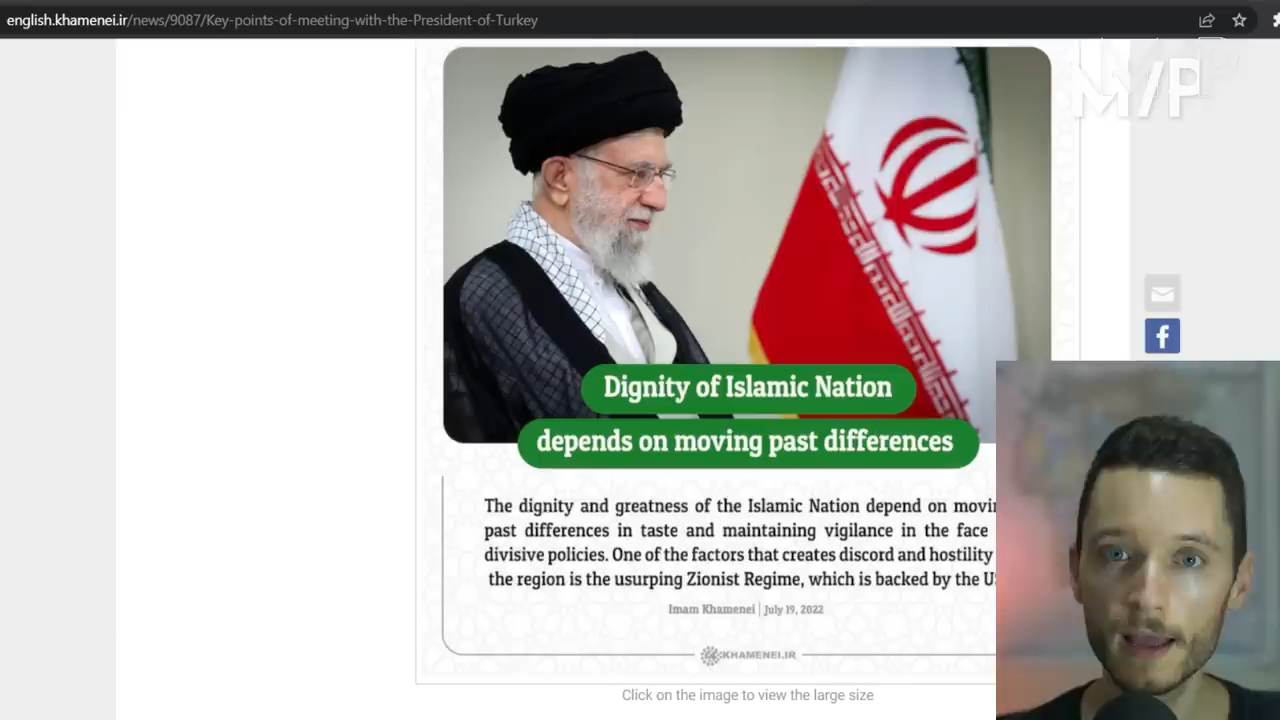 english.khamenei.ir/news/9087/Key-points-of-meeting-with-the-President-of-Turkey
MVP
Dignity of Islamic Nation
depends on moving past differences
The dignity and greatness of the Islamic Nation depend on
past differences in taste and maintaining vigilance in the face
divisive policies. One of the factors that creates discord and hostility
the region is the usurping Zionist Regime, which is backed by the
Imam Khamenei | July 19, 2022
KHAMENEI.IR
Click on the image to view the large size